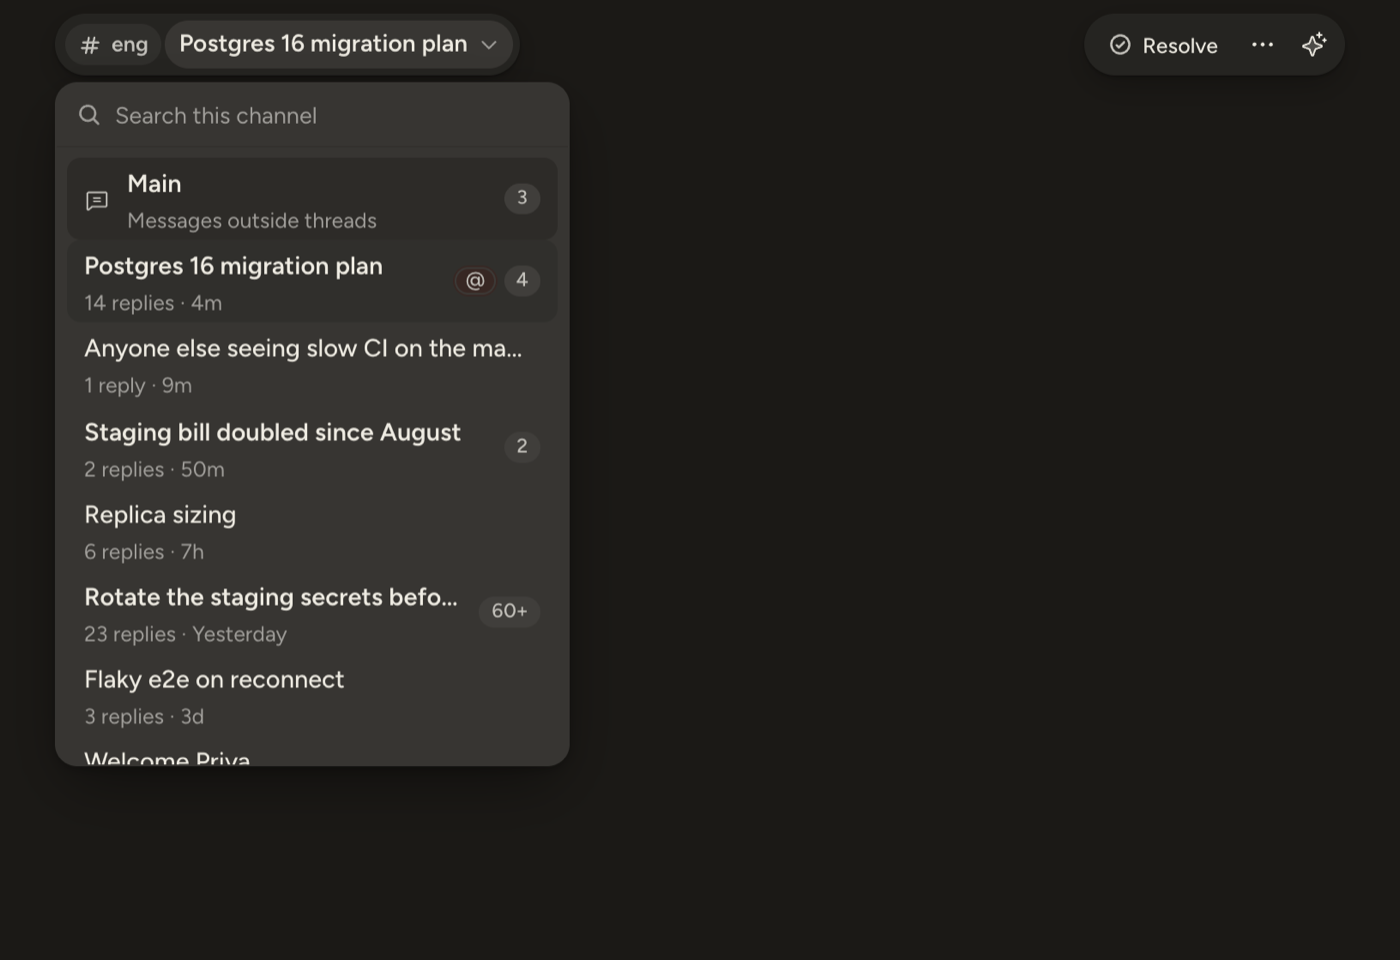 # eng Postgres 16 migration plan
Resolve
Search this channel
Main
3
Messages outside threads
Postgres 16 migration plan
@ 4
14 replies · 4m
Anyone else seeing slow CI on the ma...
1 reply · 9m
Staging bill doubled since August
2
2 replies · 50m
Replica sizing
6 replies · 7h
Rotate the staging secrets befo...
60+
23 replies · Yesterday
Flaky e2e on reconnect
3 replies · 3d
Welcome Priya